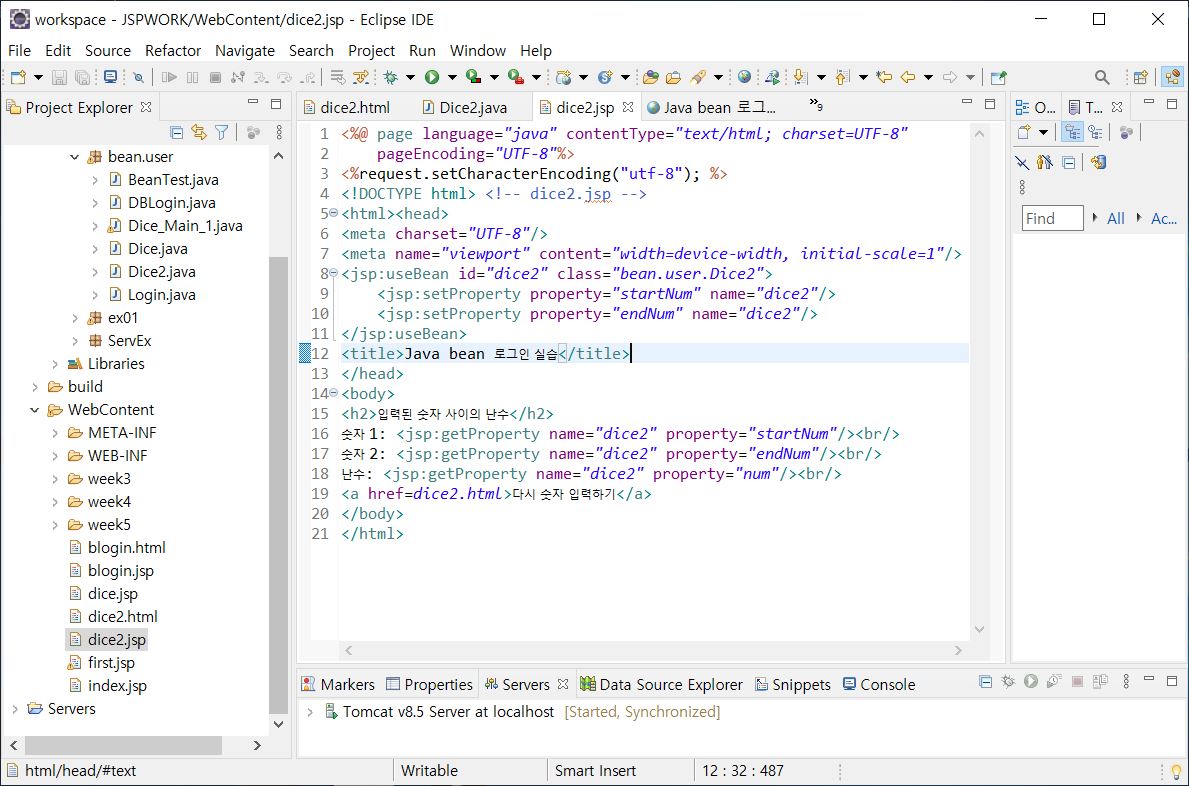 workspace - JSPWORK/WebContent/dice2.jsp - Eclipse IDE
File Edit Source Refactor Navigate Search Project Run Window Help
Project Explorer
bean.user
BeanTest.java
DBLogin.java
Dice_Main_1.java
Dice.java
Dice2.java
Login.java
ex01
ServEx
Libraries
build
WebContent
META-INF
WEB-INF
week3
week4
week5
blogin.html
blogin.jsp
dice.jsp
dice2.html
dice2.jsp
first.jsp
index.jsp
Servers
dice2.html Dice2.java dice2.jsp Java bean 로그... »9
1 <%@ page language="java" contentType="text/html; charset=UTF-8"
2 pageEncoding="UTF-8"%>
3 <%request.setCharacterEncoding("utf-8"); %>
4 <!DOCTYPE html> <!-- dice2.jsp -->
5 <html><head>
6 <meta charset="UTF-8"/>
7 <meta name="viewport" content="width=device-width, initial-scale=1"/>
8 <jsp:useBean id="dice2" class="bean.user.Dice2">
9 <jsp:setProperty property="startNum" name="dice2"/>
10 <jsp:setProperty property="endNum" name="dice2"/>
11 </jsp:useBean>
12 <title>Java bean 로그인 실습</title>
13 </head>
14 <body>
15 <h2>입력된 숫자 사이의 난수</h2>
16 숫자1: <jsp:getProperty name="dice2" property="startNum"/><br/>
17 숫자2: <jsp:getProperty name="dice2" property="endNum"/><br/>
18 난수: <jsp:getProperty name="dice2" property="num"/><br/>
19 <a href=dice2.html>다시 숫자 입력하기</a>
20 </body>
21 </html>
O... T...
Find All Ac...
Markers Properties Servers Data Source Explorer Snippets Console
Tomcat v8.5 Server at localhost [Started, Synchronized]
html/head/#text Writable Smart Insert 12 : 32 : 487